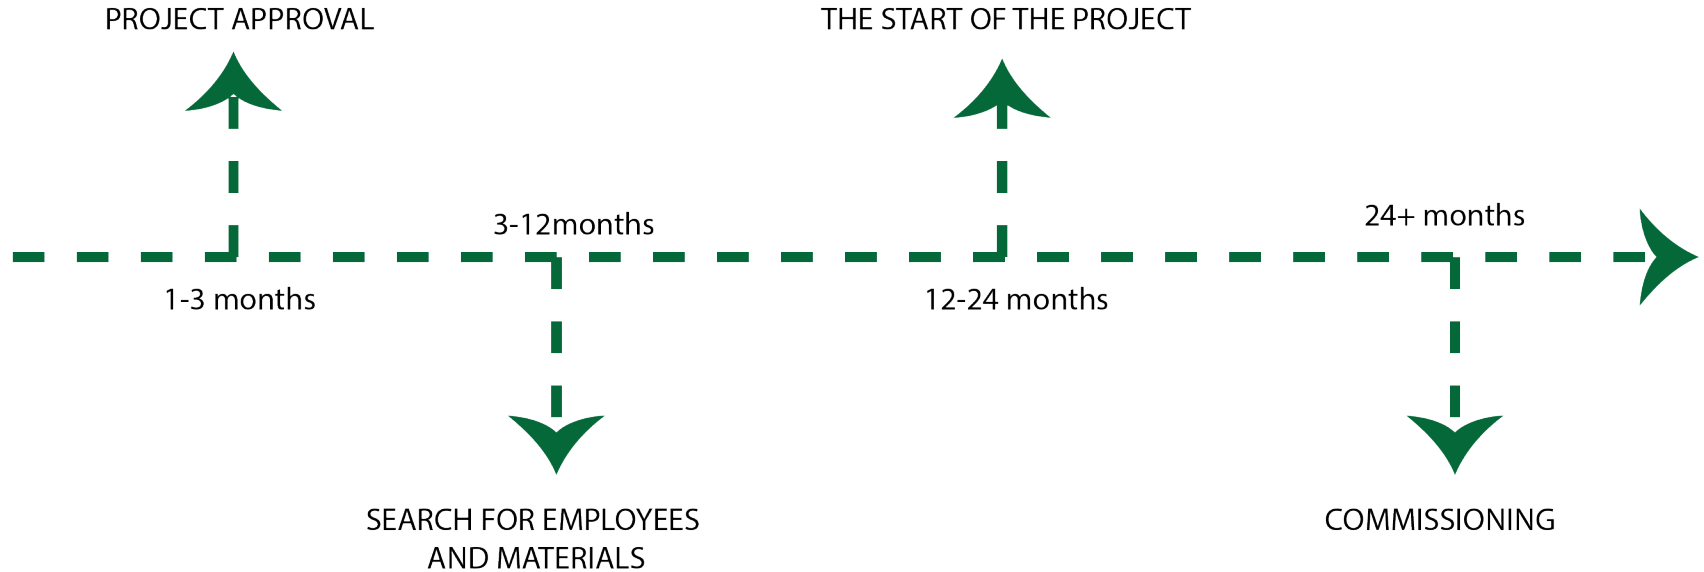 PROJECT APPROVAL
THE START OF THE PROJECT
3-12months
24+ months
1-3 months
12-24 months
SEARCH FOR EMPLOYEES
AND MATERIALS
COMMISSIONING